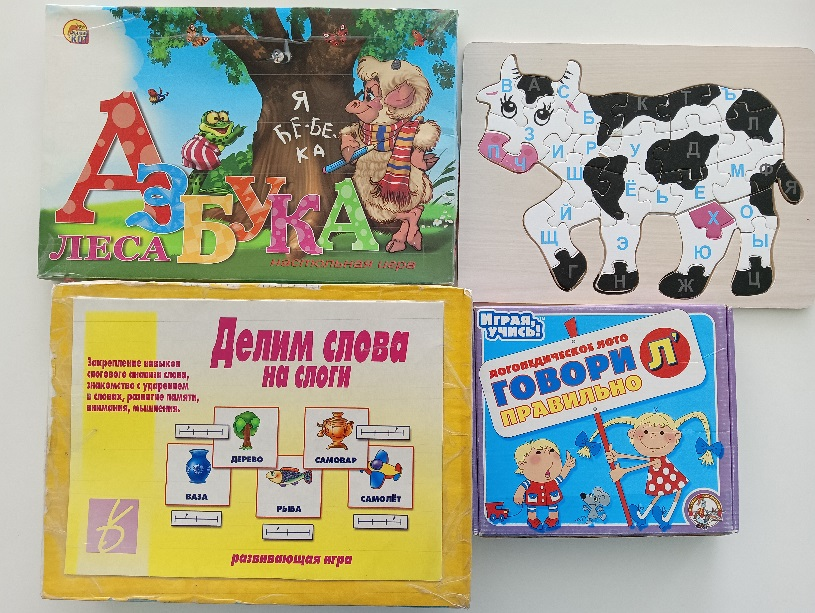 Я
БЕ-БЕ-
КА
АЗБУКА
ЛЕСА
настольная игра
В А С К Т Ь
Б Л
З
П Ч И Р У Д
Ш Ё Ь Е М Ф Я
Й Х О
Щ Э Ю Ы
Г Н Ж Ц
Делим слова
на слоги
Закрепление навыков
слогового анализа слова,
знакомство с ударением
в словах, развитие памяти,
внимания, мышления.
ДЕРЕВО
САМОВАР
ВАЗА
РЫБА
САМОЛЁТ
развивающая игра
ИГРАЯ,
УЧИСЬ!
ЛОГОПЕДИЧЕСКОЕ ЛОТО
ГОВОРИ
ПРАВИЛЬНО
Л'